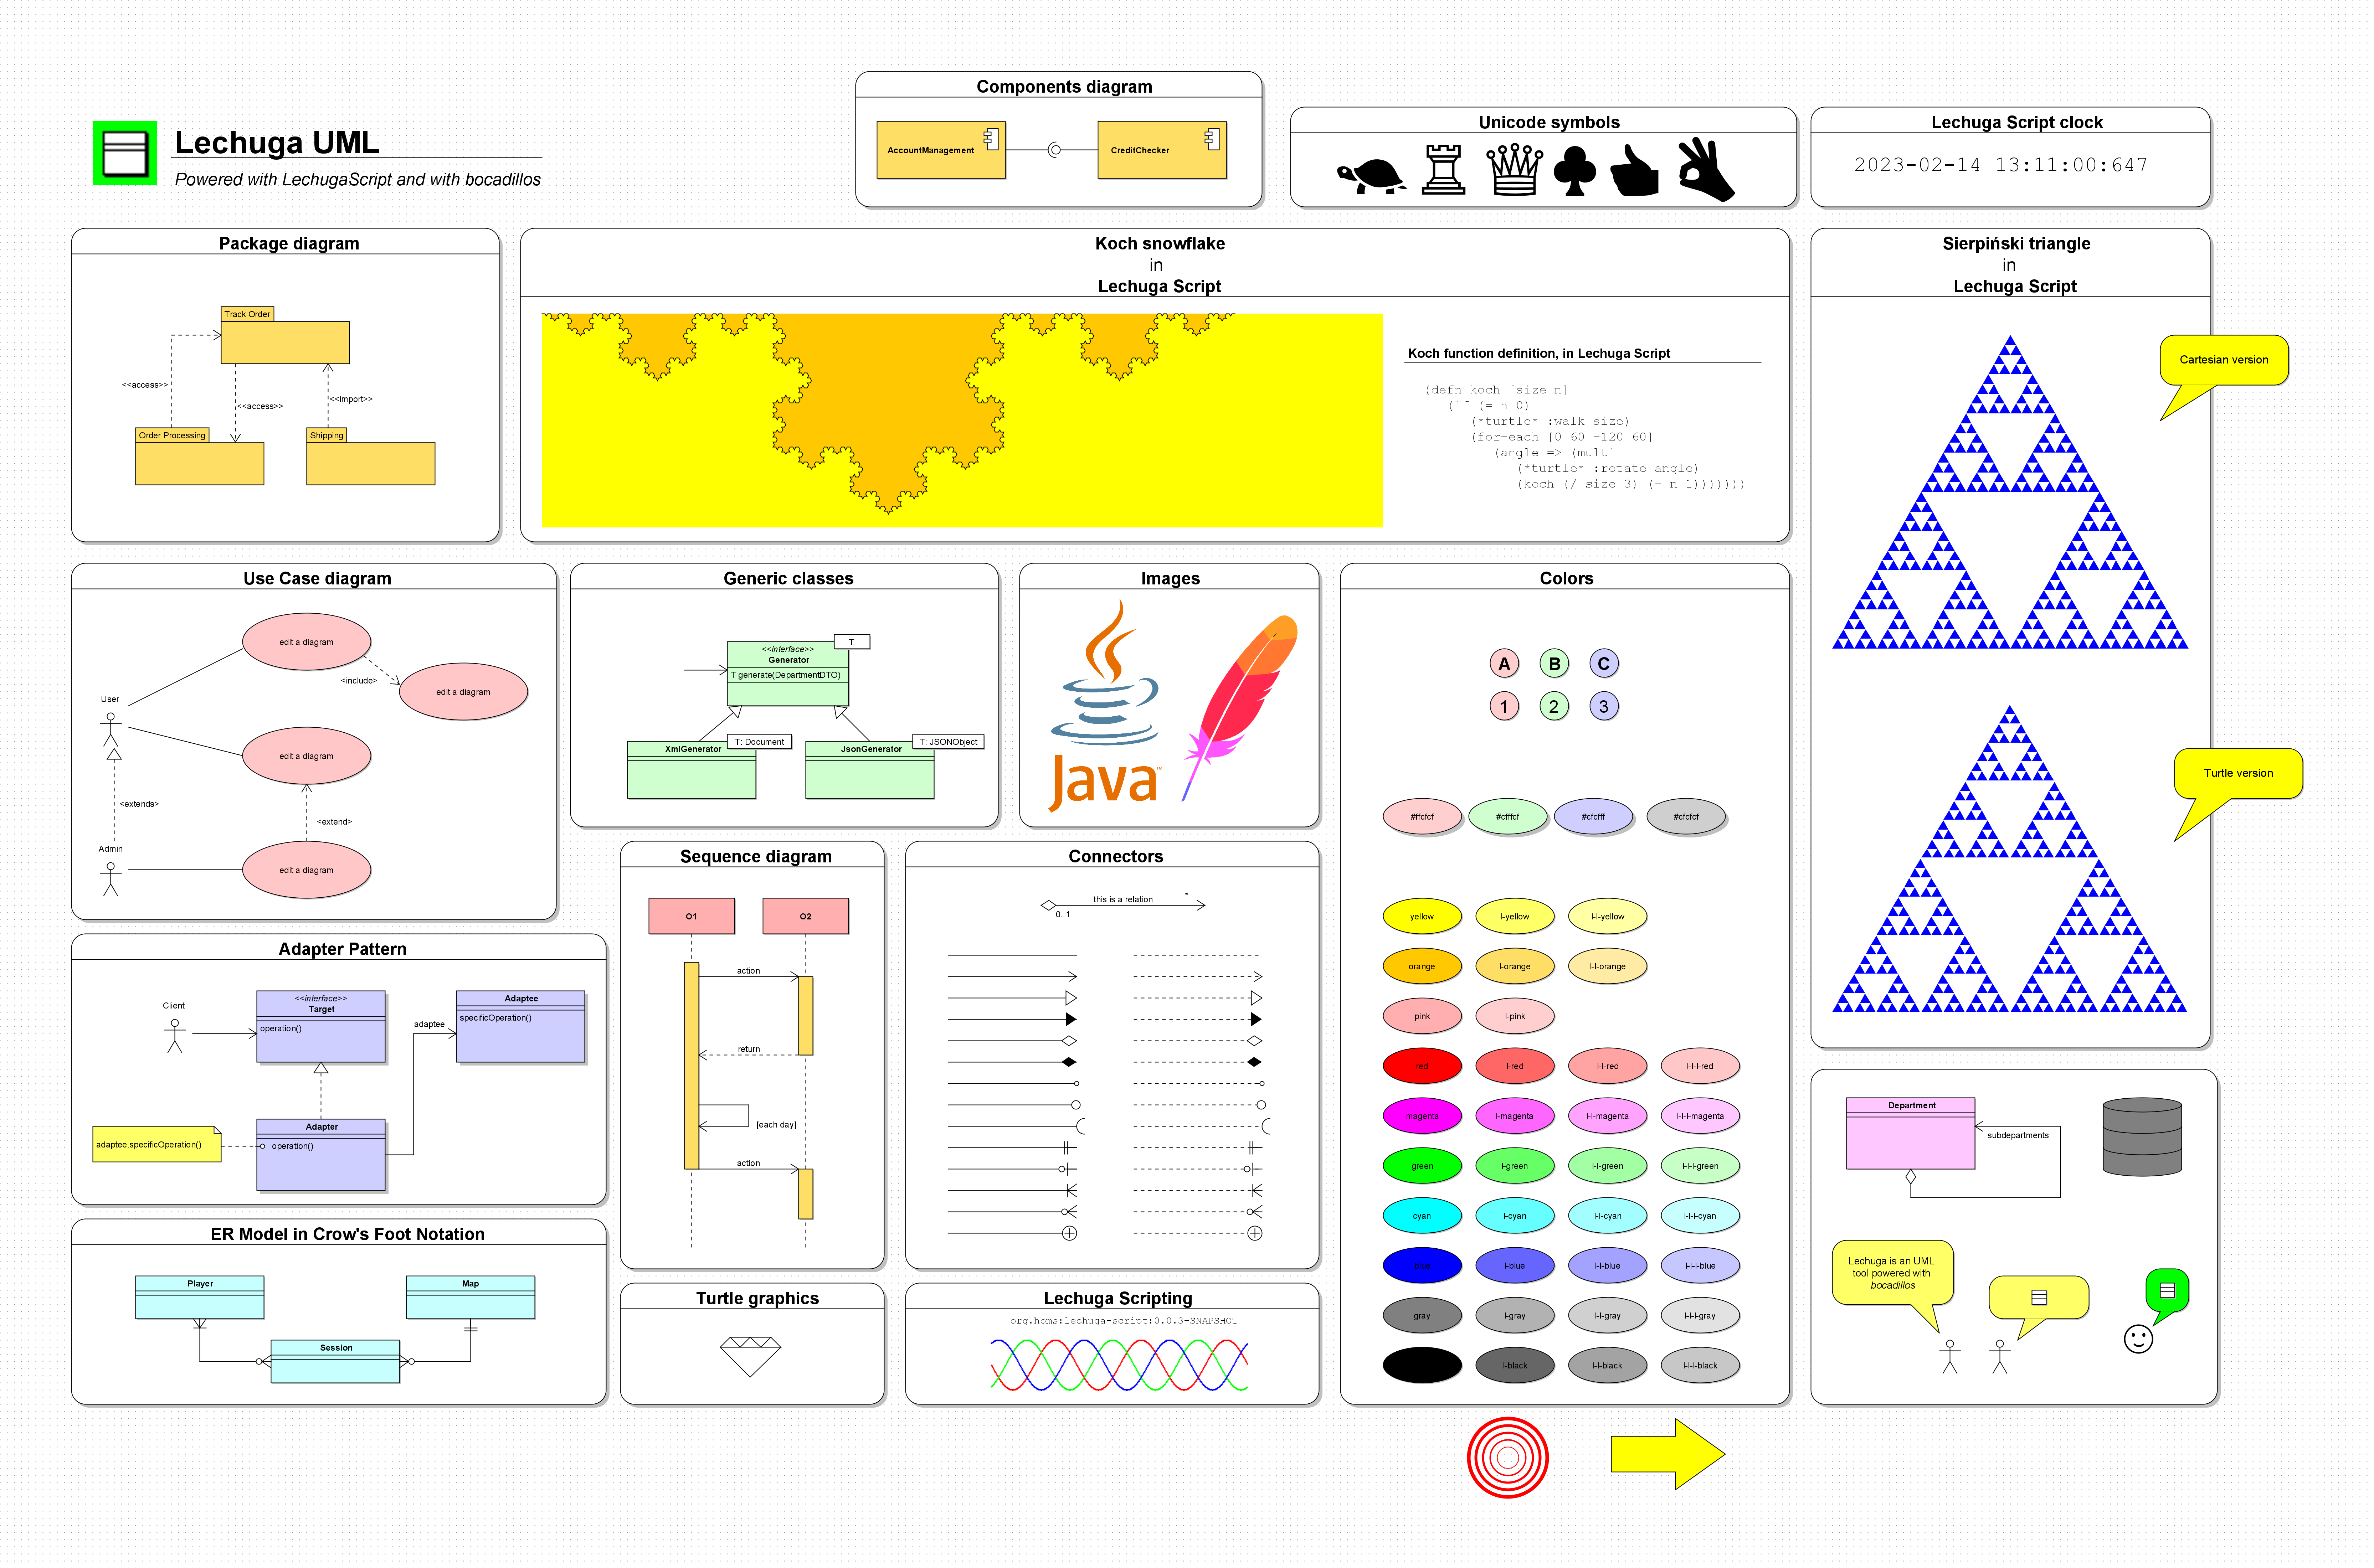 Lechuga UML
Powered with LechugaScript and with bocadillos
Components diagram
AccountManagement
CreditChecker
Unicode symbols
Lechuga Script clock
2023-02-14 13:11:00:647
Package diagram
Track Order
<<access>>
<<access>>
<<import>>
Order Processing
Shipping
Koch snowflake
in
Lechuga Script
Koch function definition, in Lechuga Script
(defn koch [size n]
(if (= n 0)
(*turtle* :walk size)
(for-each [0 60 -120 60]
(angle => (multi
(*turtle* :rotate angle)
(koch (/ size 3) (- n 1)))))))
Sierpiński triangle
in
Lechuga Script
Cartesian version
Turtle version
Use Case diagram
edit a diagram
<include>
edit a diagram
User
edit a diagram
<extends>
<extend>
Admin
edit a diagram
Generic classes
T
<<interface>>
Generator
T generate(DepartmentDTO)
T: Document
XmlGenerator
T: JSONObject
JsonGenerator
Images
Java™
Colors
A B C
1 2 3
#ffcfcf #cfffcf #cfcfff #cfcfcf
yellow l-yellow l-l-yellow
orange l-orange l-l-orange
pink l-pink
red l-red l-l-red l-l-l-red
magenta l-magenta l-l-magenta l-l-l-magenta
green l-green l-l-green l-l-l-green
cyan l-cyan l-l-cyan l-l-l-cyan
blue l-blue l-l-blue l-l-l-blue
gray l-gray l-l-gray l-l-l-gray
l-black l-l-black l-l-l-black
Adapter Pattern
Client
<<interface>>
Target
operation()
adaptee
Adaptee
specificOperation()
adaptee.specificOperation()
Adapter
operation()
Sequence diagram
O1
O2
action
return
[each day]
action
Connectors
this is a relation
*
0..1
ER Model in Crow's Foot Notation
Player
Map
Session
Turtle graphics
Lechuga Scripting
org.homs:lechuga-script:0.0.3-SNAPSHOT
Department
subdepartments
Lechuga is an UML
tool powered with
bocadillos